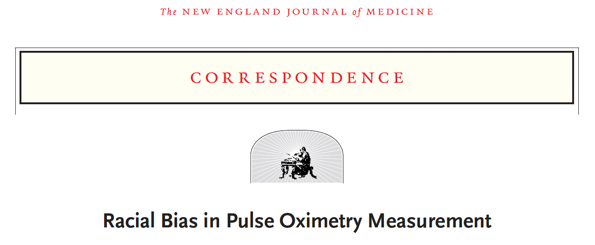 The NEW ENGLAND JOURNAL of MEDICINE
CORRESPONDENCE
Racial Bias in Pulse Oximetry Measurement